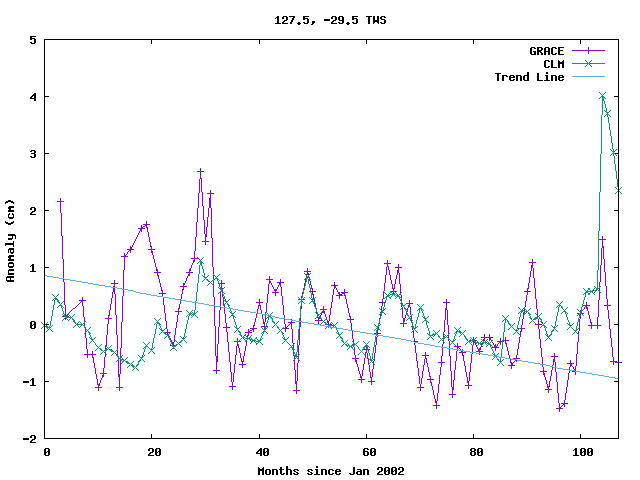 127.5, -29.5 TWS
GRACE
CLM
Trend Line
Anomaly (cm)
5
4
3
2
1
0
-1
-2
0 20 40 60 80 100
Months since Jan 2002